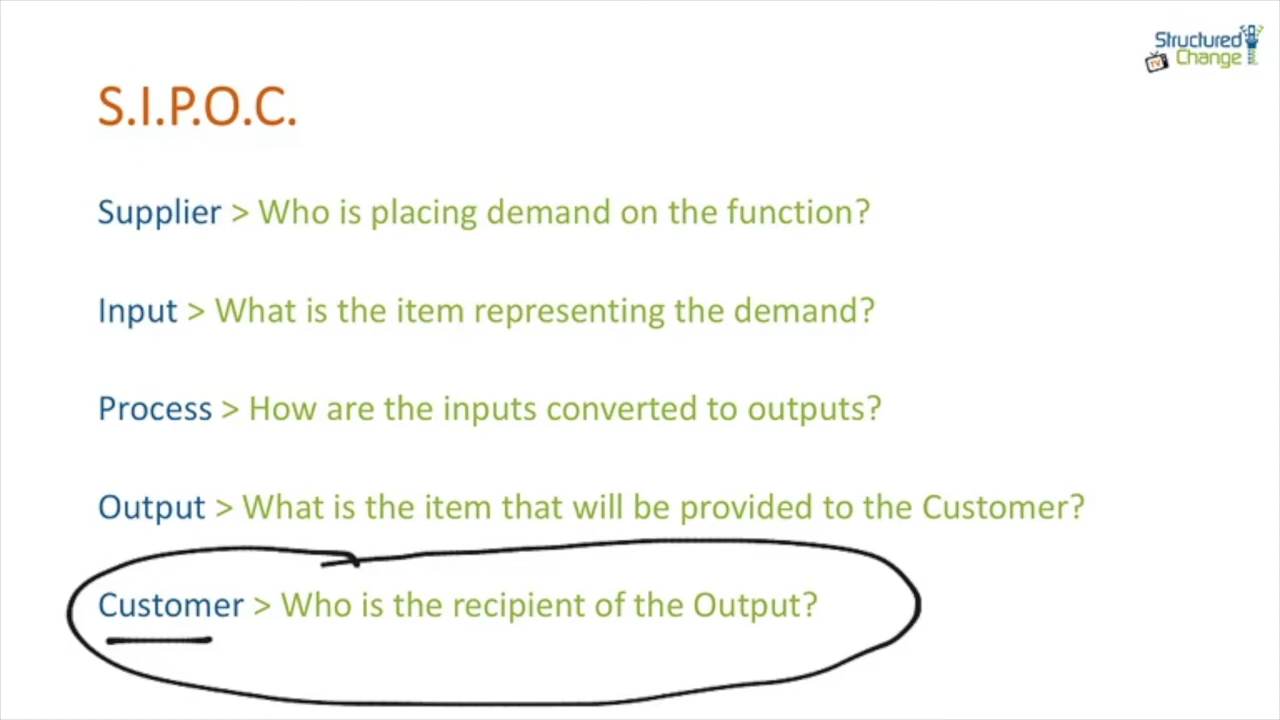 Structured
TV Change
S.I.P.O.C.
Supplier > Who is placing demand on the function?
Input > What is the item representing the demand?
Process > How are the inputs converted to outputs?
Output > What is the item that will be provided to the Customer?
Customer > Who is the recipient of the Output?